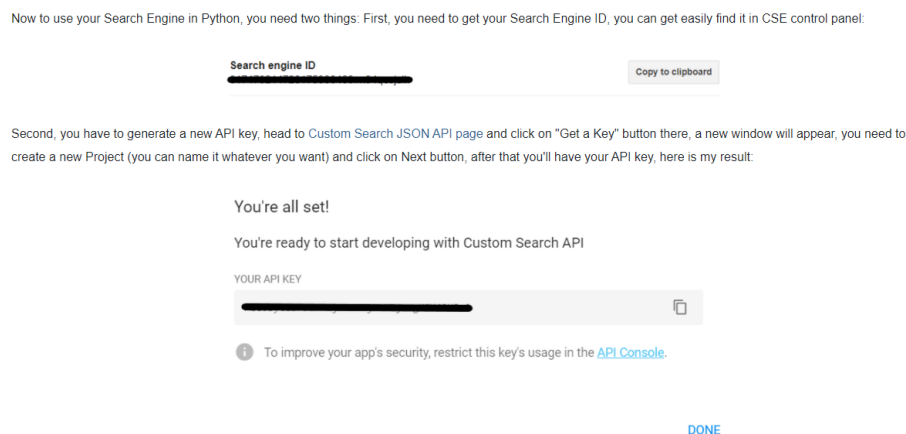 Now to use your Search Engine in Python, you need two things: First, you need to get your Search Engine ID, you can get easily find it in CSE control panel:
Search engine ID
Copy to clipboard
Second, you have to generate a new API key, head to Custom Search JSON API page and click on "Get a Key" button there, a new window will appear, you need to
create a new Project (you can name it whatever you want) and click on Next button, after that you'll have your API key, here is my result:
You're all set!
You're ready to start developing with Custom Search API
YOUR API KEY
To improve your app's security, restrict this key's usage in the API Console.
DONE